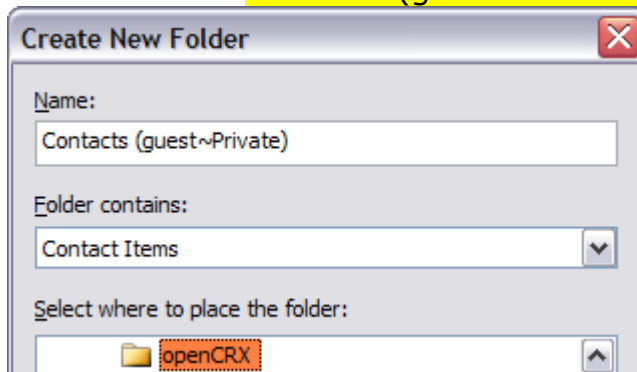 Create New Folder
Name:
Contacts (guest~Private)
Folder contains:
Contact Items
Select where to place the folder:
openCRX